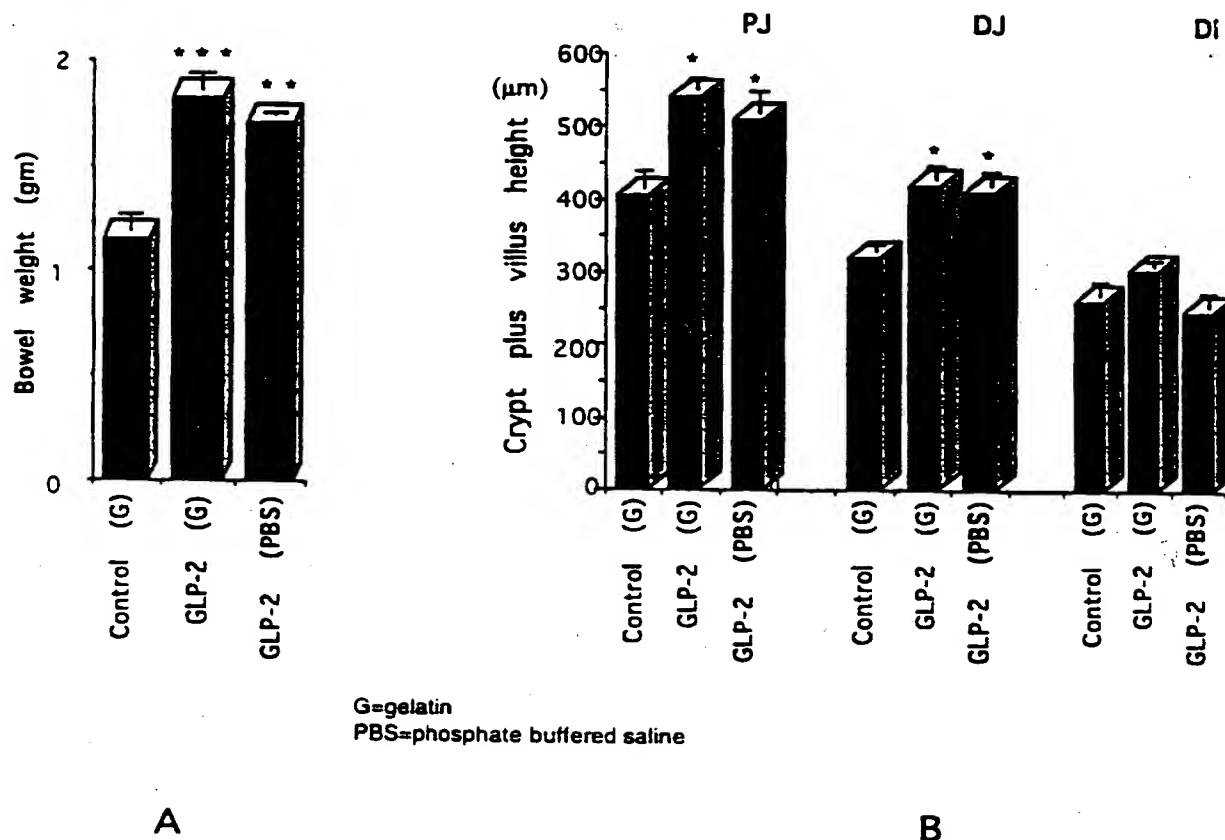 Bowel weight (gm)
2
1
0
* * *
* *
Control (G)
GLP-2 (G)
GLP-2 (PBS)
PJ
DJ
DI
Crypt plus villus height (µm)
600
500
400
300
200
100
0
*
*
*
*
Control (G)
GLP-2 (G)
GLP-2 (PBS)
Control (G)
GLP-2 (G)
GLP-2 (PBS)
Control (G)
GLP-2 (G)
GLP-2 (PBS)
G=gelatin
PBS=phosphate buffered saline
A
B